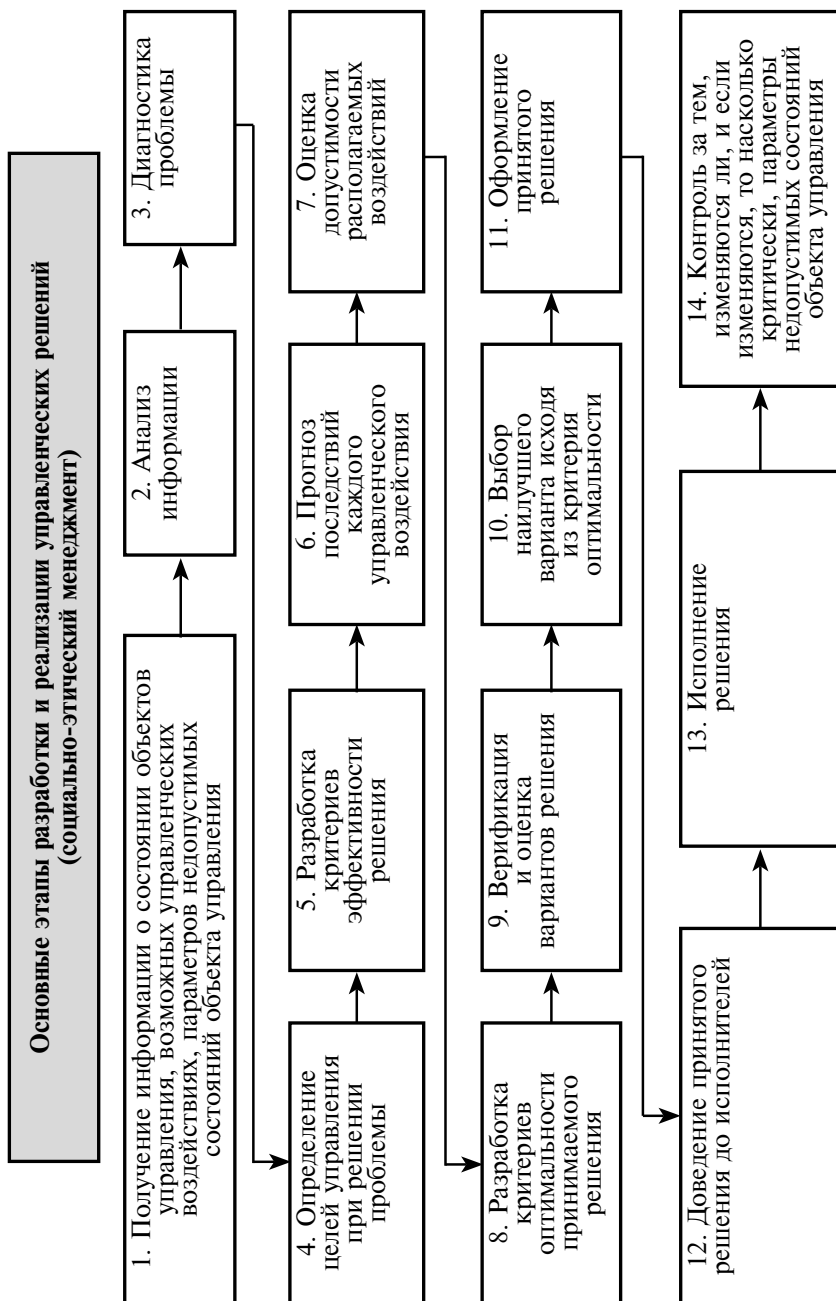 Основные этапы разработки и реализации управленческих решений
(социально-этический менеджмент)
1. Получение информации о состоянии объектов
управления, возможных управленческих
воздействиях, параметров недопустимых
состояний объекта управления
2. Анализ
информации
3. Диагностика
проблемы
4. Определение
целей управления
при решении
проблемы
5. Разработка
критериев
эффективности
решения
6. Прогноз
последствий
каждого
управленческого
воздействия
7. Оценка
допустимости
располагаемых
воздействий
8. Разработка
критериев
оптимальности
принимаемого
решения
9. Верификация
и оценка
вариантов решения
10. Выбор
наилучшего
варианта исходя
из критерия
оптимальности
11. Оформление
принятого
решения
12. Доведение принятого
решения до исполнителей
13. Исполнение
решения
14. Контроль за тем,
изменяются ли, и если
изменяются, то насколько
критически, параметры
недопустимых состояний
объекта управления